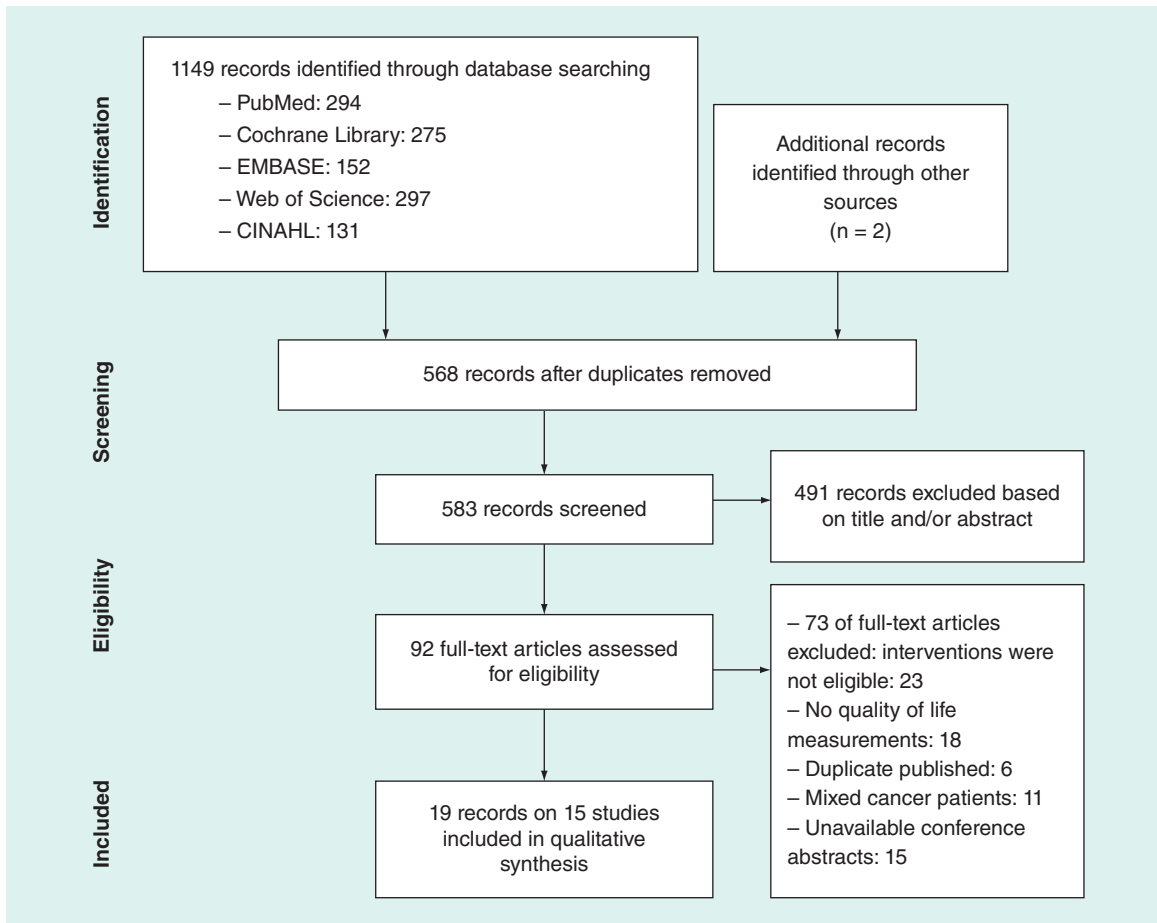 Identification
1149 records identified through database searching
– PubMed: 294
– Cochrane Library: 275
– EMBASE: 152
– Web of Science: 297
– CINAHL: 131
Additional records
identified through other
sources
(n = 2)
Screening
568 records after duplicates removed
583 records screened
491 records excluded based
on title and/or abstract
Eligibility
92 full-text articles assessed
for eligibility
– 73 of full-text articles
excluded: interventions were
not eligible: 23
– No quality of life
measurements: 18
– Duplicate published: 6
– Mixed cancer patients: 11
– Unavailable conference
abstracts: 15
Included
19 records on 15 studies
included in qualitative
synthesis